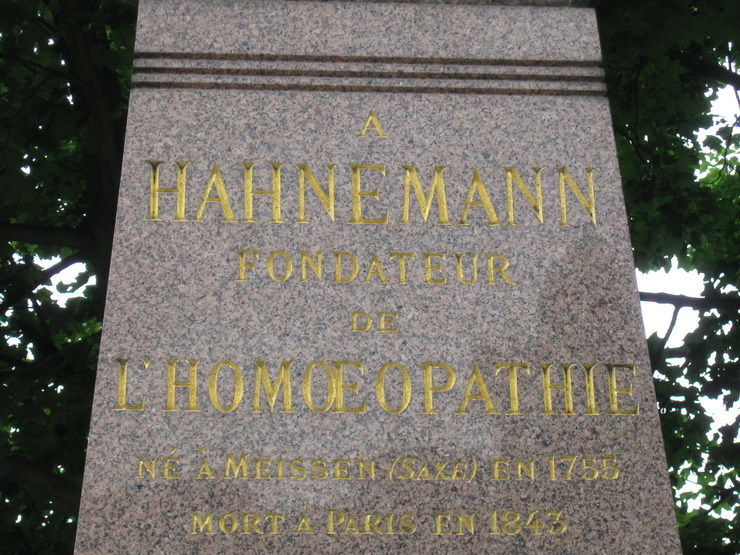 A
HAHNEMANN
FONDATEUR
DE
L'HOMŒOPATHIE
NÉ À MEISSEN (SAXE) EN 1755
MORT À PARIS EN 1843